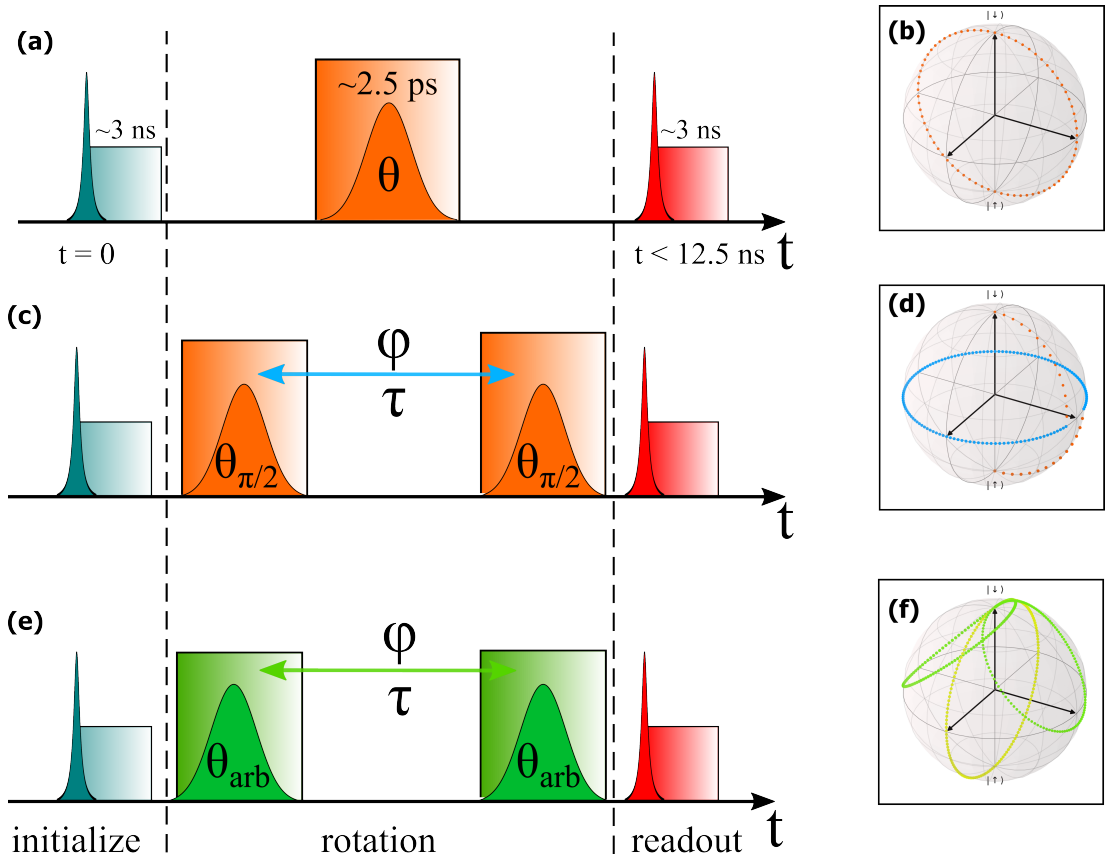 (a)
~3 ns
~2.5 ps
θ
~3 ns
t = 0
t < 12.5 ns
t
(b)
|↓⟩
|↑⟩
(c)
φ
τ
θπ/2
θπ/2
t
(d)
|↓⟩
|↑⟩
(e)
φ
τ
θarb
θarb
t
(f)
|↓⟩
|↑⟩
initialize
rotation
readout